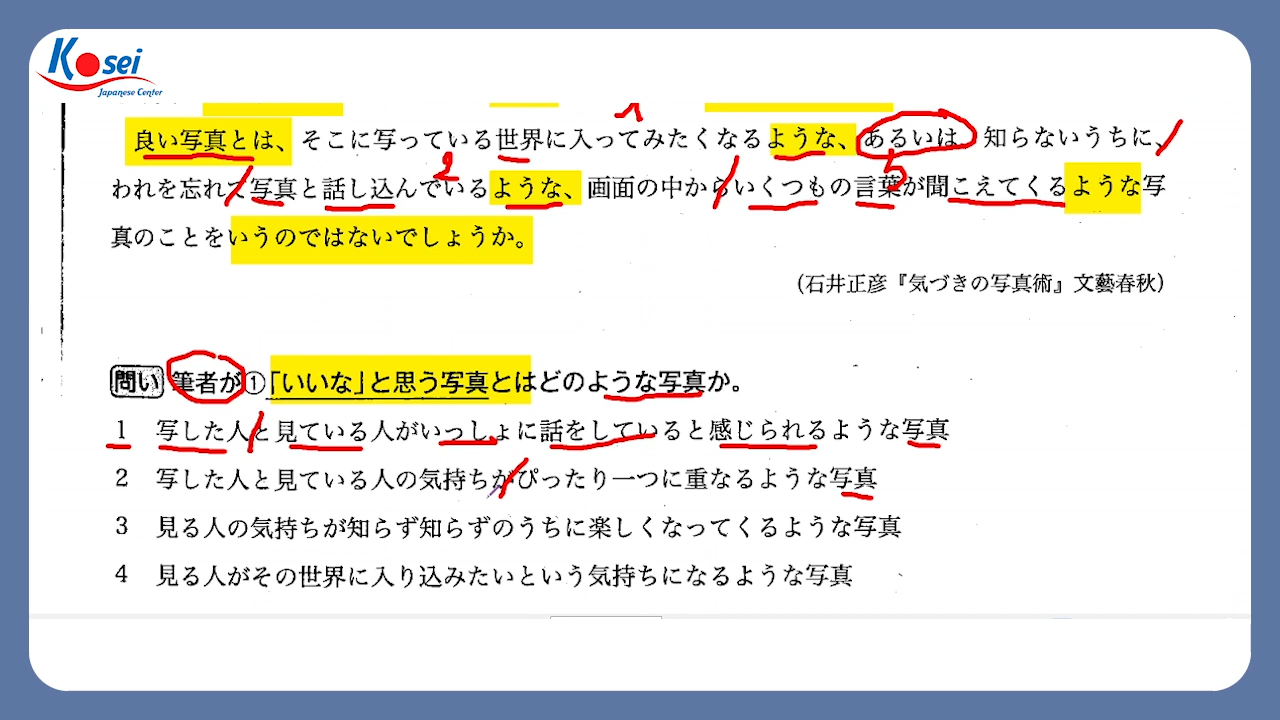 Kosei
Japanese Center
良い写真とは、そこに写っている世界に入ってみたくなるような、あるいは、知らないうちに、
われを忘れて写真と話し込んでいるような、画面の中からいくつもの言葉が聞こえてくるような写
真のことをいうのではないでしょうか。
(石井正彦『気づきの写真術』文藝春秋)
問い 筆者が①「いいな」と思う写真とはどのような写真か。
1 写した人と見ている人がいっしょに話をしていると感じられるような写真
2 写した人と見ている人の気持ちがぴったり一つに重なるような写真
3 見る人の気持ちが知らず知らずのうちに楽しくなってくるような写真
4 見る人がその世界に入り込みたいという気持ちになるような写真